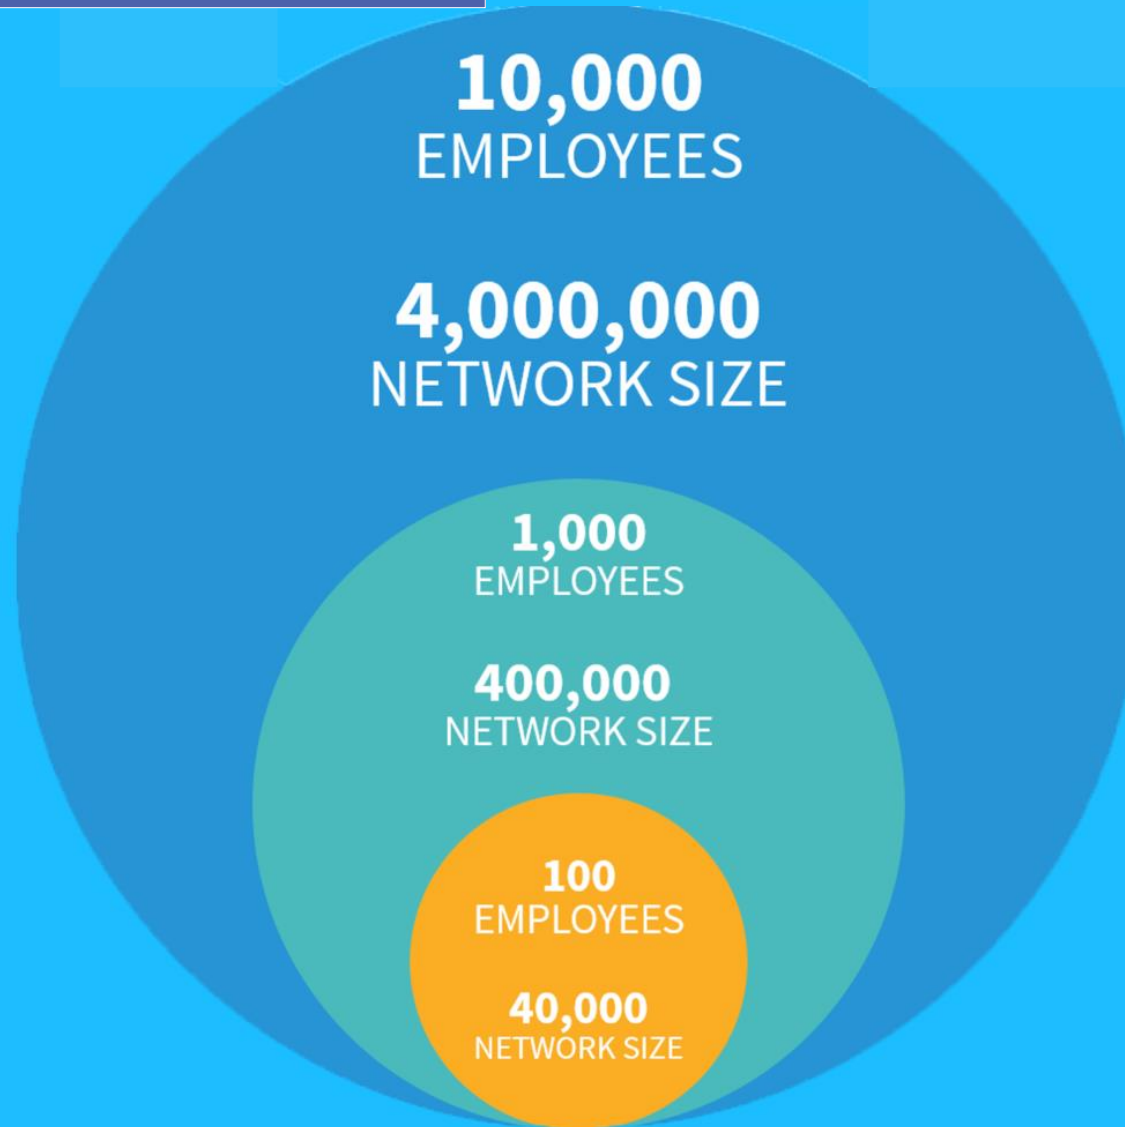 10,000
EMPLOYEES
4,000,000
NETWORK SIZE
1,000
EMPLOYEES
400,000
NETWORK SIZE
100
EMPLOYEES
40,000
NETWORK SIZE